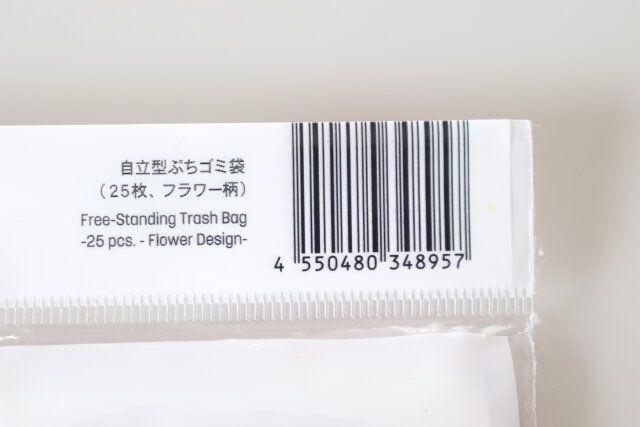 自立型ぷちゴミ袋
（25枚、フラワー柄）
Free-Standing Trash Bag
-25 pcs. - Flower Design-
4 550480 348957